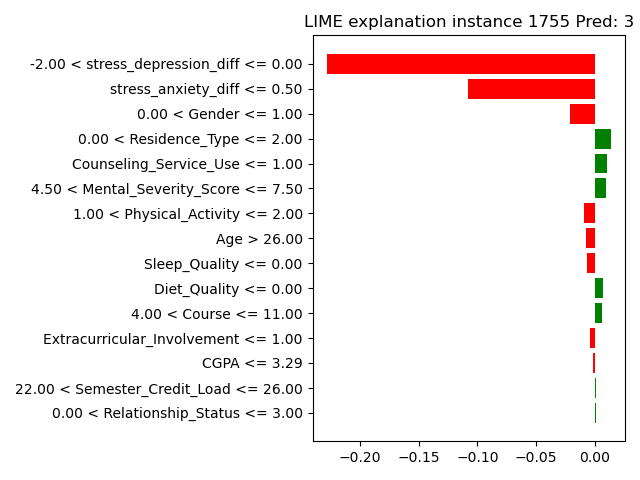 LIME explanation instance 1755 Pred: 3
-2.00 < stress_depression_diff <= 0.00
stress_anxiety_diff <= 0.50
0.00 < Gender <= 1.00
0.00 < Residence_Type <= 2.00
Counseling_Service_Use <= 1.00
4.50 < Mental_Severity_Score <= 7.50
1.00 < Physical_Activity <= 2.00
Age > 26.00
Sleep_Quality <= 0.00
Diet_Quality <= 0.00
4.00 < Course <= 11.00
Extracurricular_Involvement <= 1.00
CGPA <= 3.29
22.00 < Semester_Credit_Load <= 26.00
0.00 < Relationship_Status <= 3.00
−0.20 −0.15 −0.10 −0.05 0.00